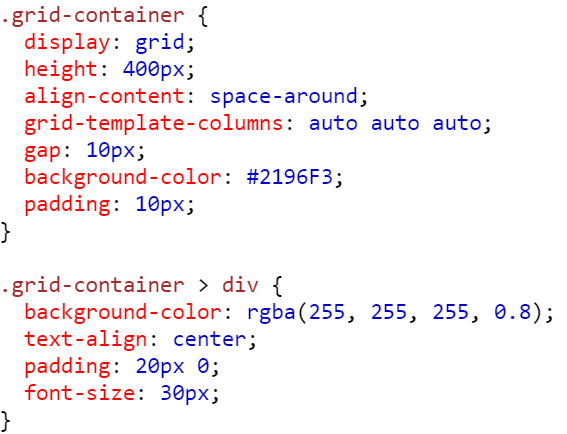 .grid-container {
  display: grid;
  height: 400px;
  align-content: space-around;
  grid-template-columns: auto auto auto;
  gap: 10px;
  background-color: #2196F3;
  padding: 10px;
}

.grid-container > div {
  background-color: rgba(255, 255, 255, 0.8);
  text-align: center;
  padding: 20px 0;
  font-size: 30px;
}